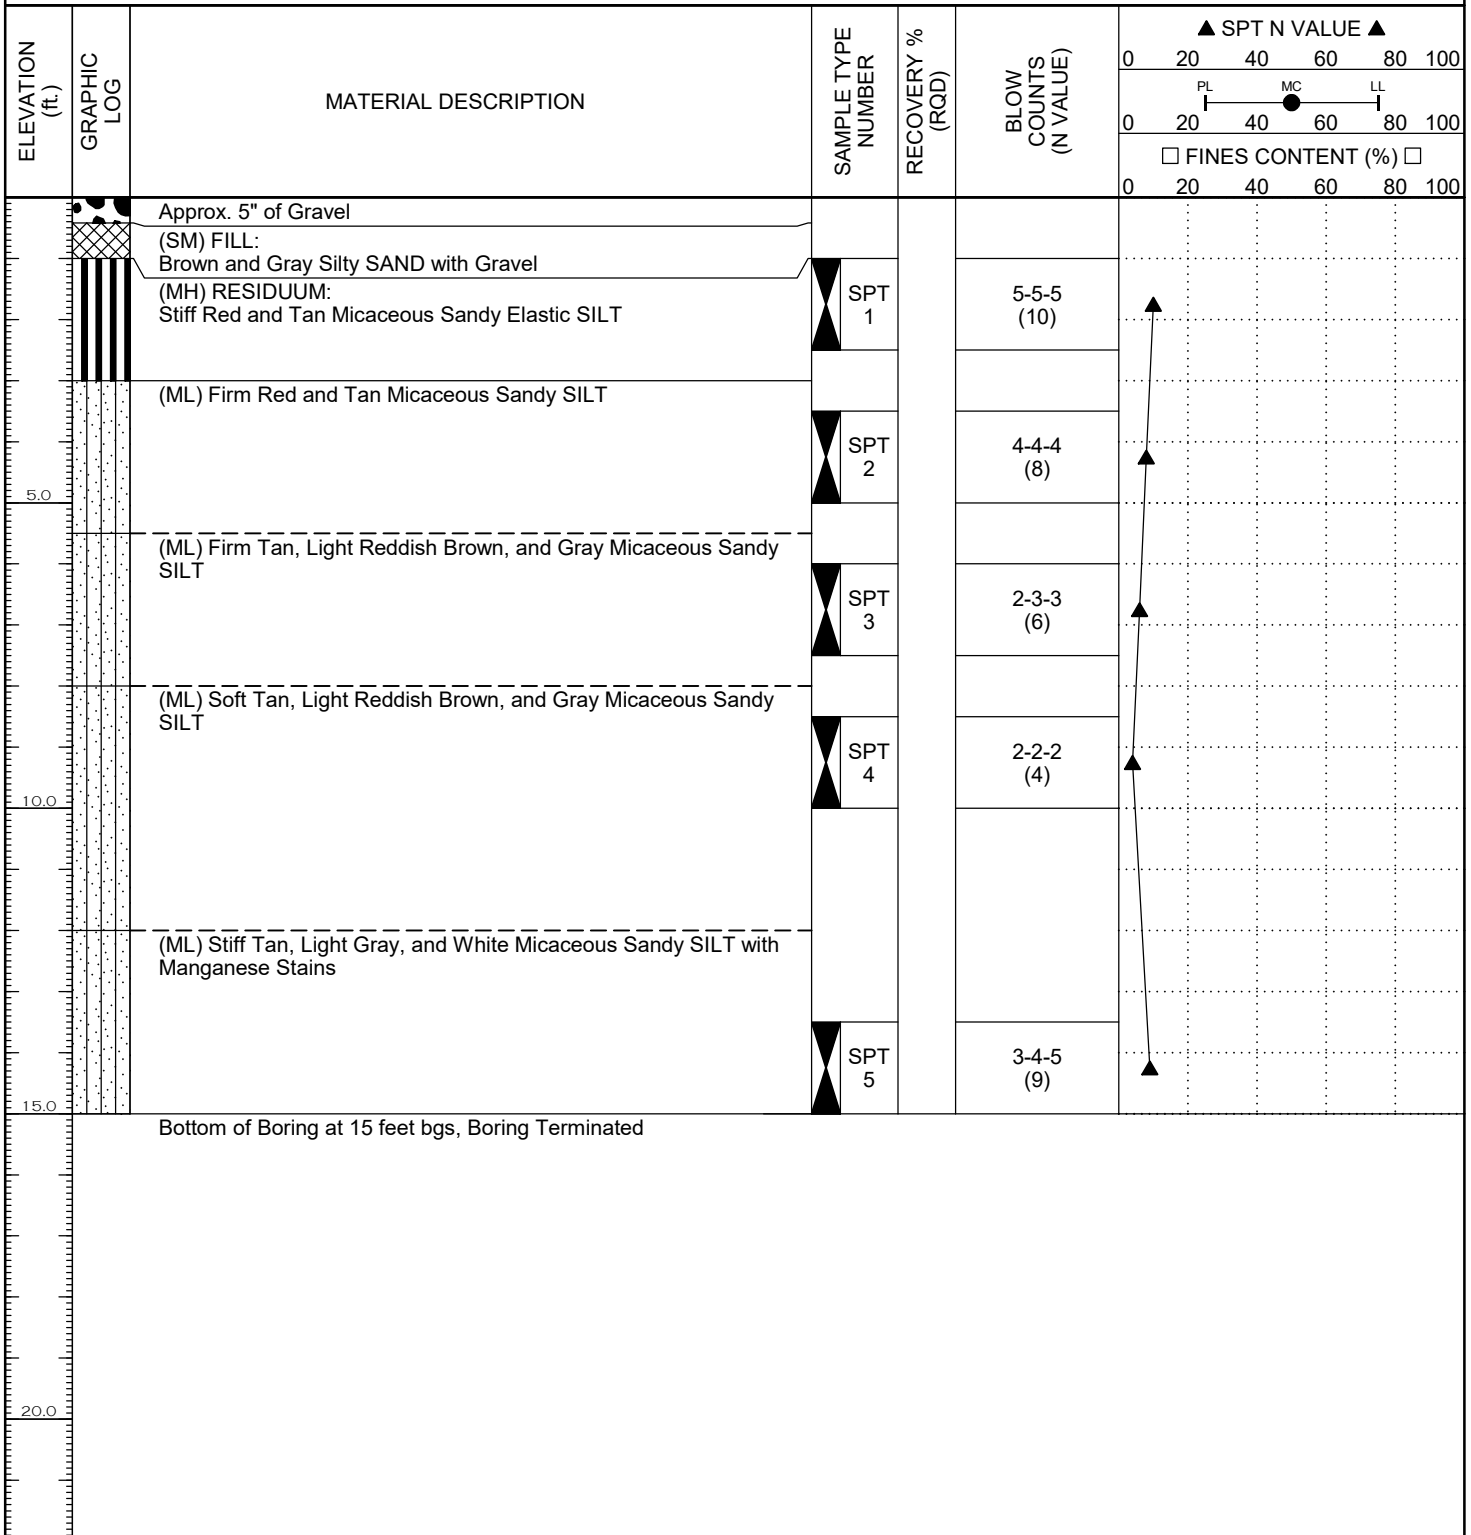 ELEVATION
(ft.)
GRAPHIC
LOG
MATERIAL DESCRIPTION
SAMPLE TYPE
NUMBER
RECOVERY %
(RQD)
BLOW
COUNTS
(N VALUE)
▲ SPT N VALUE ▲
0 20 40 60 80 100
PL MC LL
0 20 40 60 80 100
□ FINES CONTENT (%) □
0 20 40 60 80 100
Approx. 5" of Gravel
(SM) FILL:
Brown and Gray Silty SAND with Gravel
(MH) RESIDUUM:
Stiff Red and Tan Micaceous Sandy Elastic SILT
SPT
1
5-5-5
(10)
(ML) Firm Red and Tan Micaceous Sandy SILT
SPT
2
4-4-4
(8)
5.0
(ML) Firm Tan, Light Reddish Brown, and Gray Micaceous Sandy
SILT
SPT
3
2-3-3
(6)
(ML) Soft Tan, Light Reddish Brown, and Gray Micaceous Sandy
SILT
SPT
4
2-2-2
(4)
10.0
(ML) Stiff Tan, Light Gray, and White Micaceous Sandy SILT with
Manganese Stains
SPT
5
3-4-5
(9)
15.0
Bottom of Boring at 15 feet bgs, Boring Terminated
20.0